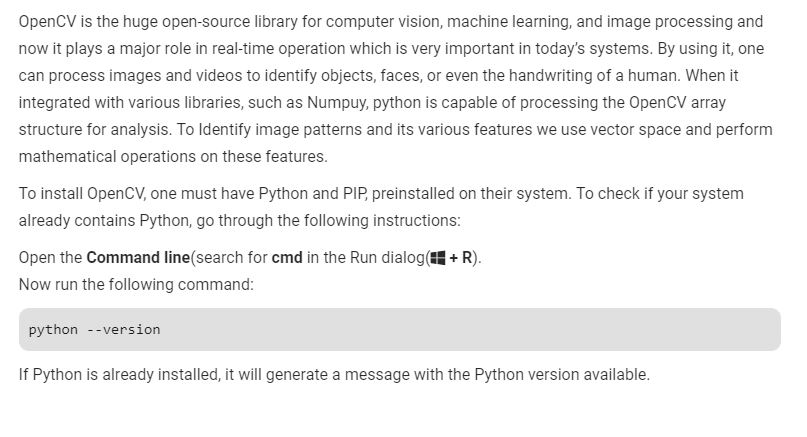 OpenCV is the huge open-source library for computer vision, machine learning, and image processing and
now it plays a major role in real-time operation which is very important in today’s systems. By using it, one
can process images and videos to identify objects, faces, or even the handwriting of a human. When it
integrated with various libraries, such as Numpuy, python is capable of processing the OpenCV array
structure for analysis. To Identify image patterns and its various features we use vector space and perform
mathematical operations on these features.
To install OpenCV, one must have Python and PIP, preinstalled on their system. To check if your system
already contains Python, go through the following instructions:
Open the Command line(search for cmd in the Run dialog( + R).
Now run the following command:
python --version
If Python is already installed, it will generate a message with the Python version available.